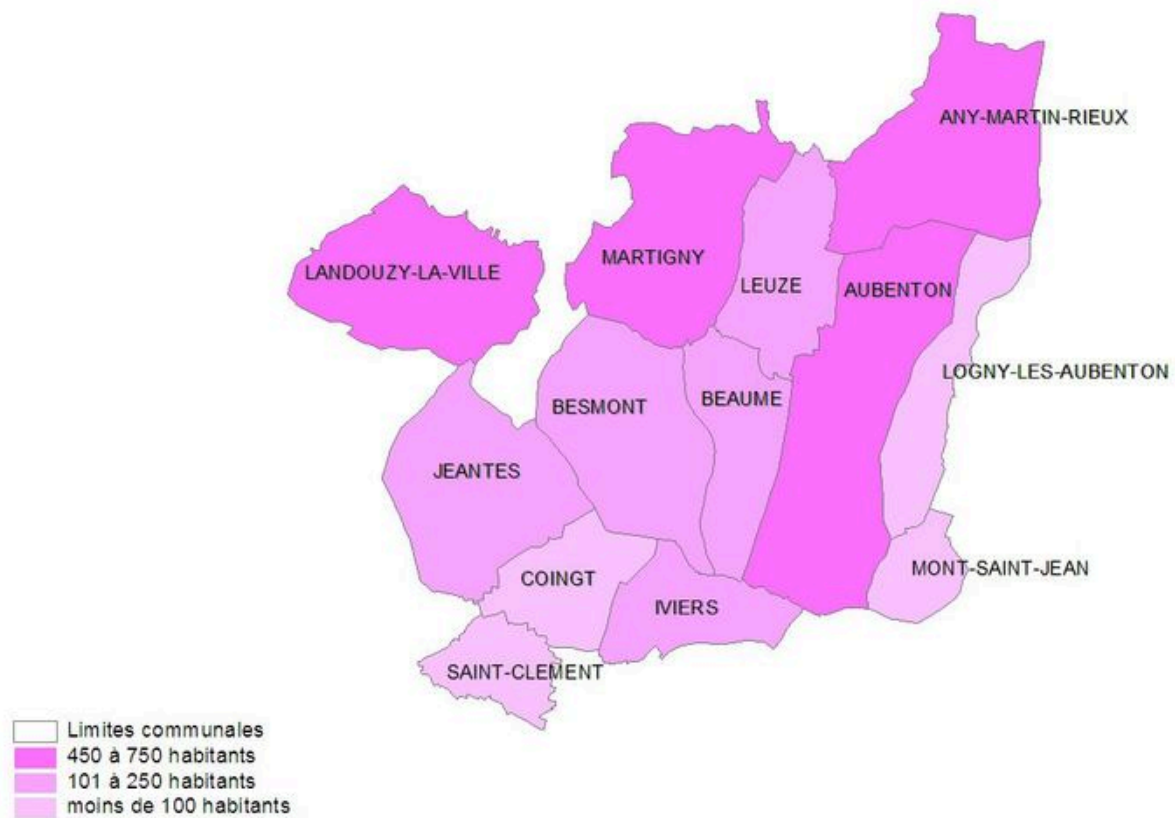 ANY-MARTIN-RIEUX
MARTIGNY
LANDOUZY-LA-VILLE
LEUZE
AUBENTON
LOGNY-LES-AUBENTON
BEAUME
BESMONT
JEANTES
MONT-SAINT-JEAN
COINGT
IVIERS
SAINT-CLEMENT
Limites communales
450 à 750 habitants
101 à 250 habitants
moins de 100 habitants